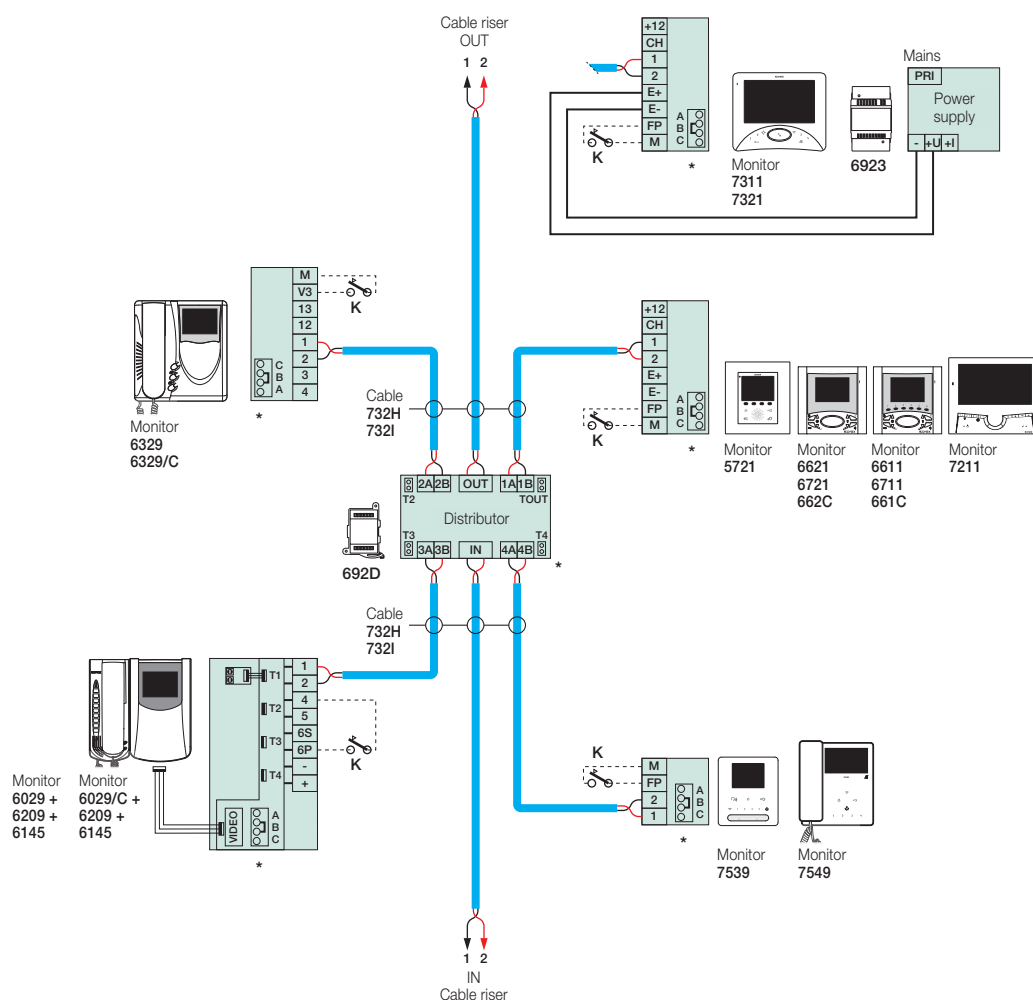 Cable riser
OUT
1 2
+12
CH
1
2
E+
E-
FP
M
A
B
C
*
K
Monitor
7311
7321
6923
Mains
PRI
Power
supply
- +U +I
M
V3
13
12
1
2
3
4
C
B
A
*
K
Monitor
6329
6329/C
Cable
732H
732I
+12
CH
1
2
E+
E-
FP
M
A
B
C
*
K
Monitor
5721
Monitor
6621
6721
662C
Monitor
6611
6711
661C
Monitor
7211
2A 2B OUT 1A 1B
T2 TOUT
Distributor
T3 T4
3A 3B IN 4A 4B
*
692D
Cable
732H
732I
T1
T2
T3
T4
1
2
4
5
6S
6P
-
+
K
VIDEO
A
B
C
*
Monitor
6029 +
6209 +
6145
Monitor
6029/C +
6209 +
6145
K
M
FP
2
1
A
B
C
*
Monitor
7539
Monitor
7549
1 2
IN
Cable riser